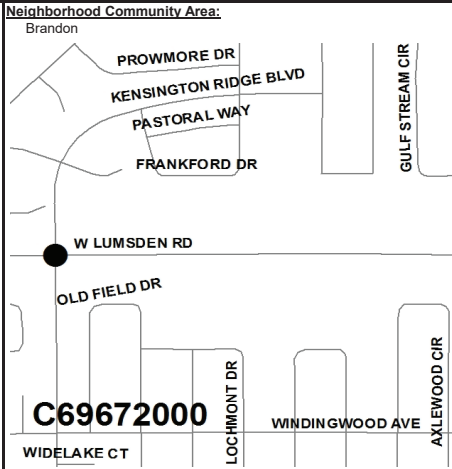 Neighborhood Community Area:
Brandon
PROWMORE DR
KENSINGTON RIDGE BLVD
PASTORAL WAY
FRANKFORD DR
GULF STREAM CIR
W LUMSDEN RD
OLD FIELD DR
C69672000
LOCHMONT DR
WINDINGWOOD AVE
AXLEWOOD CIR
WIDELAKE CT